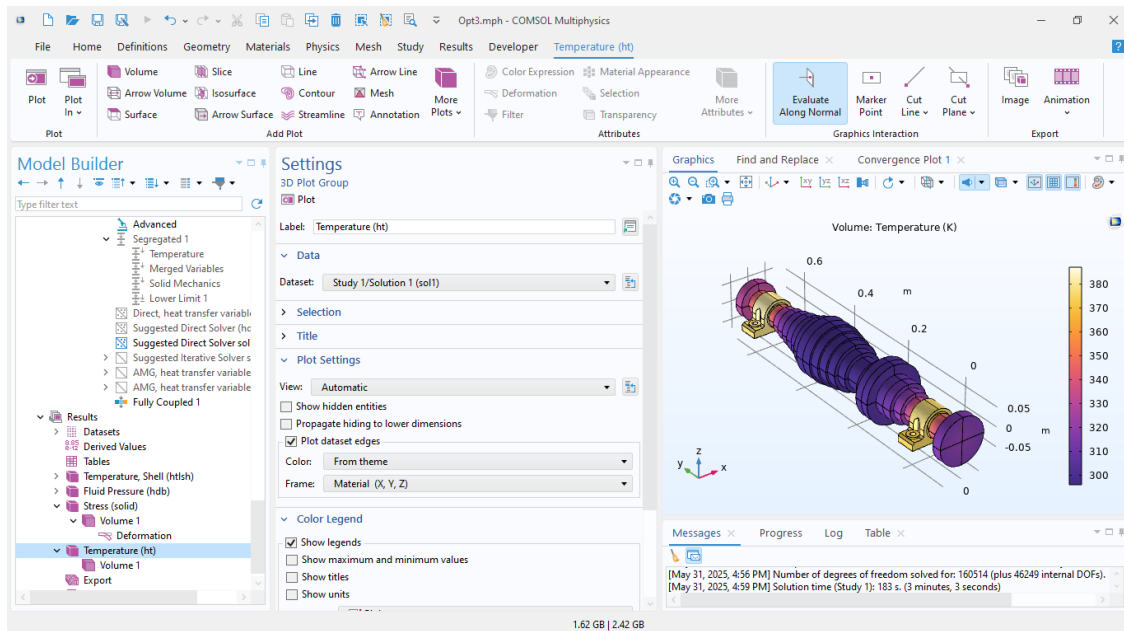 Opt3.mph - COMSOL Multiphysics
File Home Definitions Geometry Materials Physics Mesh Study Results Developer Temperature (ht)
?
Plot
Plot In
Plot
Volume Slice Line Arrow Line
Arrow Volume Isosurface Contour Mesh
Surface Arrow Surface Streamline Annotation
More Plots
Add Plot
Color Expression Material Appearance
Deformation Selection
Filter Transparency
More Attributes
Attributes
Evaluate Along Normal
Marker Point
Cut Line
Cut Plane
Graphics Interaction
Image
Animation
Export
Model Builder
Type filter text
Advanced
Segregated 1
Temperature
Merged Variables
Solid Mechanics
Lower Limit 1
Direct, heat transfer variable
Suggested Direct Solver (hd
Suggested Direct Solver sol
Suggested Iterative Solver s
AMG, heat transfer variable
AMG, heat transfer variable
Fully Coupled 1
Results
Datasets
8.85
e-12
Derived Values
Tables
Temperature, Shell (htlsh)
Fluid Pressure (hdb)
Stress (solid)
Volume 1
Deformation
Temperature (ht)
Volume 1
Export
Settings
3D Plot Group
Plot
Label: Temperature (ht)
Data
Dataset: Study 1/Solution 1 (sol1)
Selection
Title
Plot Settings
View: Automatic
Show hidden entities
Propagate hiding to lower dimensions
Plot dataset edges
Color: From theme
Frame: Material (X, Y, Z)
Color Legend
Show legends
Show maximum and minimum values
Show titles
Show units
Graphics Find and Replace Convergence Plot 1
xy yz xz
Volume: Temperature (K)
0.6
0.4 m
0.2
0
0.05
0 m
-0.05
0
380
370
360
350
340
330
320
310
300
z
y x
Messages Progress Log Table
[May 31, 2025, 4:56 PM] Number of degrees of freedom solved for: 160514 (plus 46249 internal DOFs).
[May 31, 2025, 4:59 PM] Solution time (Study 1): 183 s. (3 minutes, 3 seconds)
1.62 GB | 2.42 GB